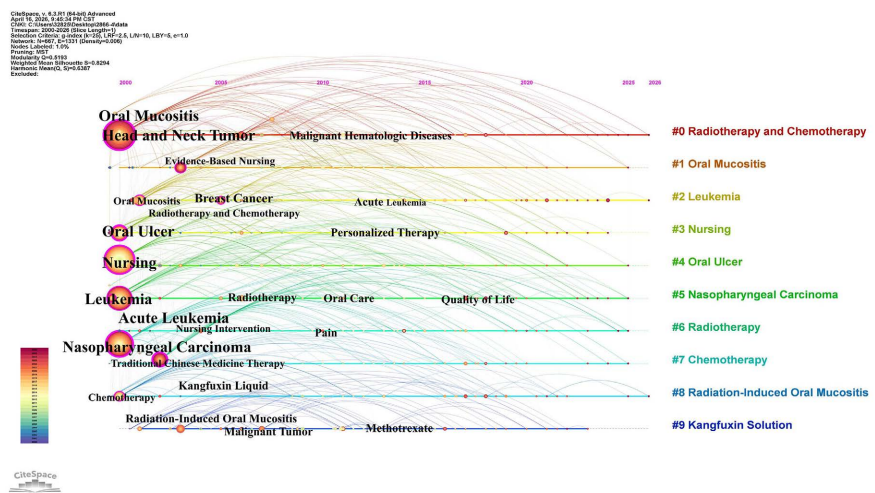 CiteSpace, v. 6.3.R1 (64-bit) Advanced
April 16, 2026, 9:45:34 PM CST
CNKI: C:\Users\32825\Desktop\2866-4\data
Timespan: 2000-2026 (Slice Length=1)
Selection Criteria: g-index (k=25), LRF=2.5, L/N=10, LBY=5, e=1.0
Network: N=667, E=1331 (Density=0.006)
Nodes Labeled: 1.0%
Pruning: MST
Modularity Q=0.5193
Weighted Mean Silhouette S=0.8294
Harmonic Mean(Q, S)=0.6387
Excluded:
2000 2005 2010 2015 2020 2025 2026
Oral Mucositis
Head and Neck Tumor Malignant Hematologic Diseases #0 Radiotherapy and Chemotherapy
Evidence-Based Nursing #1 Oral Mucositis
Oral Mucositis Breast Cancer Acute Leukemia #2 Leukemia
Radiotherapy and Chemotherapy
Oral Ulcer Personalized Therapy #3 Nursing
Nursing #4 Oral Ulcer
Leukemia Radiotherapy Oral Care Quality of Life #5 Nasopharyngeal Carcinoma
Acute Leukemia
Nursing Intervention Pain #6 Radiotherapy
Nasopharyngeal Carcinoma
Traditional Chinese Medicine Therapy #7 Chemotherapy
Kangfuxin Liquid
Chemotherapy #8 Radiation-Induced Oral Mucositis
Radiation-Induced Oral Mucositis
Malignant Tumor Methotrexate #9 Kangfuxin Solution
CiteSpace